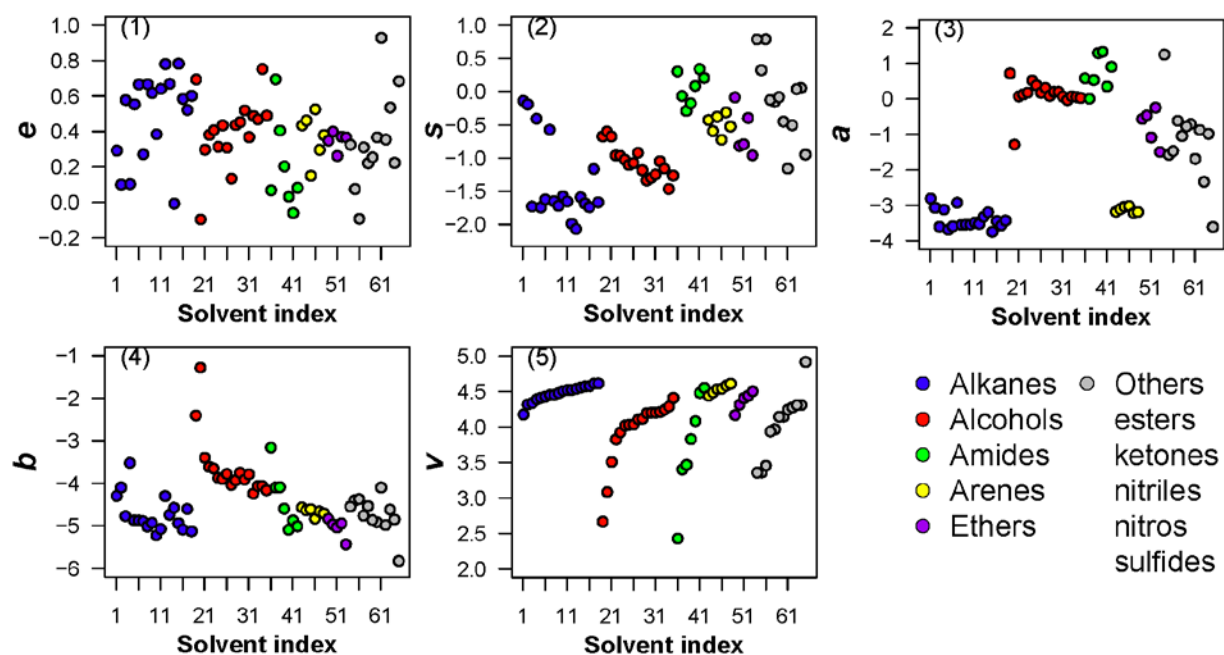 (1)
e
1.0
0.8
0.6
0.4
0.2
0.0
−0.2
1 11 21 31 41 51 61
Solvent index
(2)
s
0.5
0.0
−0.5
−1.0
−1.5
−2.0
1 11 21 31 41 51 61
Solvent index
(3)
a
2
1
0
−1
−2
−3
−4
1 11 21 31 41 51 61
Solvent index
(4)
b
−1
−2
−3
−4
−5
−6
1 11 21 31 41 51 61
Solvent index
(5)
v
5.0
4.5
4.0
3.5
3.0
2.5
2.0
1 11 21 31 41 51 61
Solvent index
Alkanes
Alcohols
Amides
Arenes
Ethers
Others
esters
ketones
nitriles
nitros
sulfides